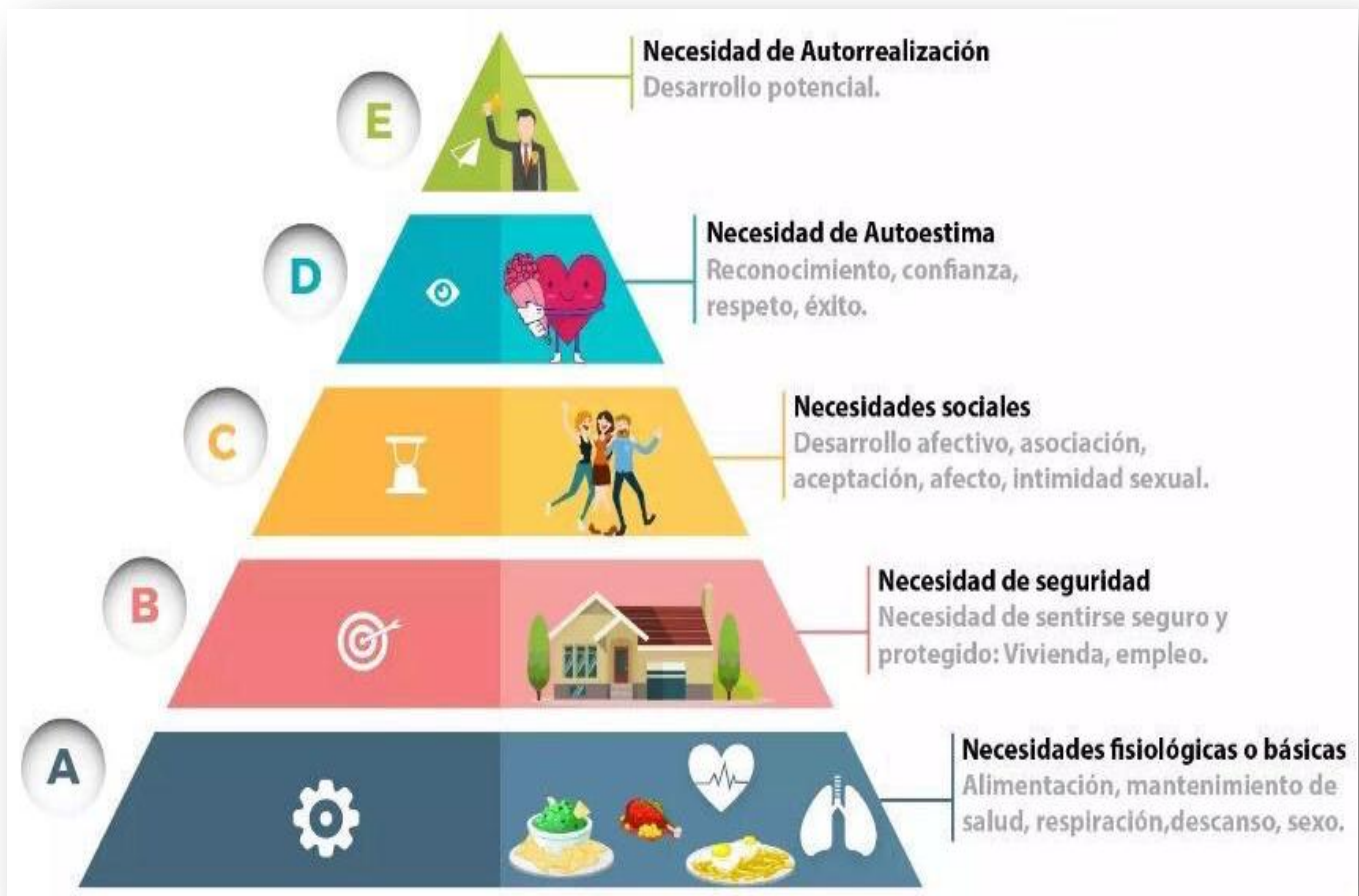 Necesidad de Autorrealización
Desarrollo potencial.
E
Necesidad de Autoestima
Reconocimiento, confianza,
respeto, éxito.
D
Necesidades sociales
Desarrollo afectivo, asociación,
aceptación, afecto, intimidad sexual.
C
Necesidad de seguridad
Necesidad de sentirse seguro y
protegido: Vivienda, empleo.
B
Necesidades fisiológicas o básicas
Alimentación, mantenimiento de
salud, respiración,descanso, sexo.
A